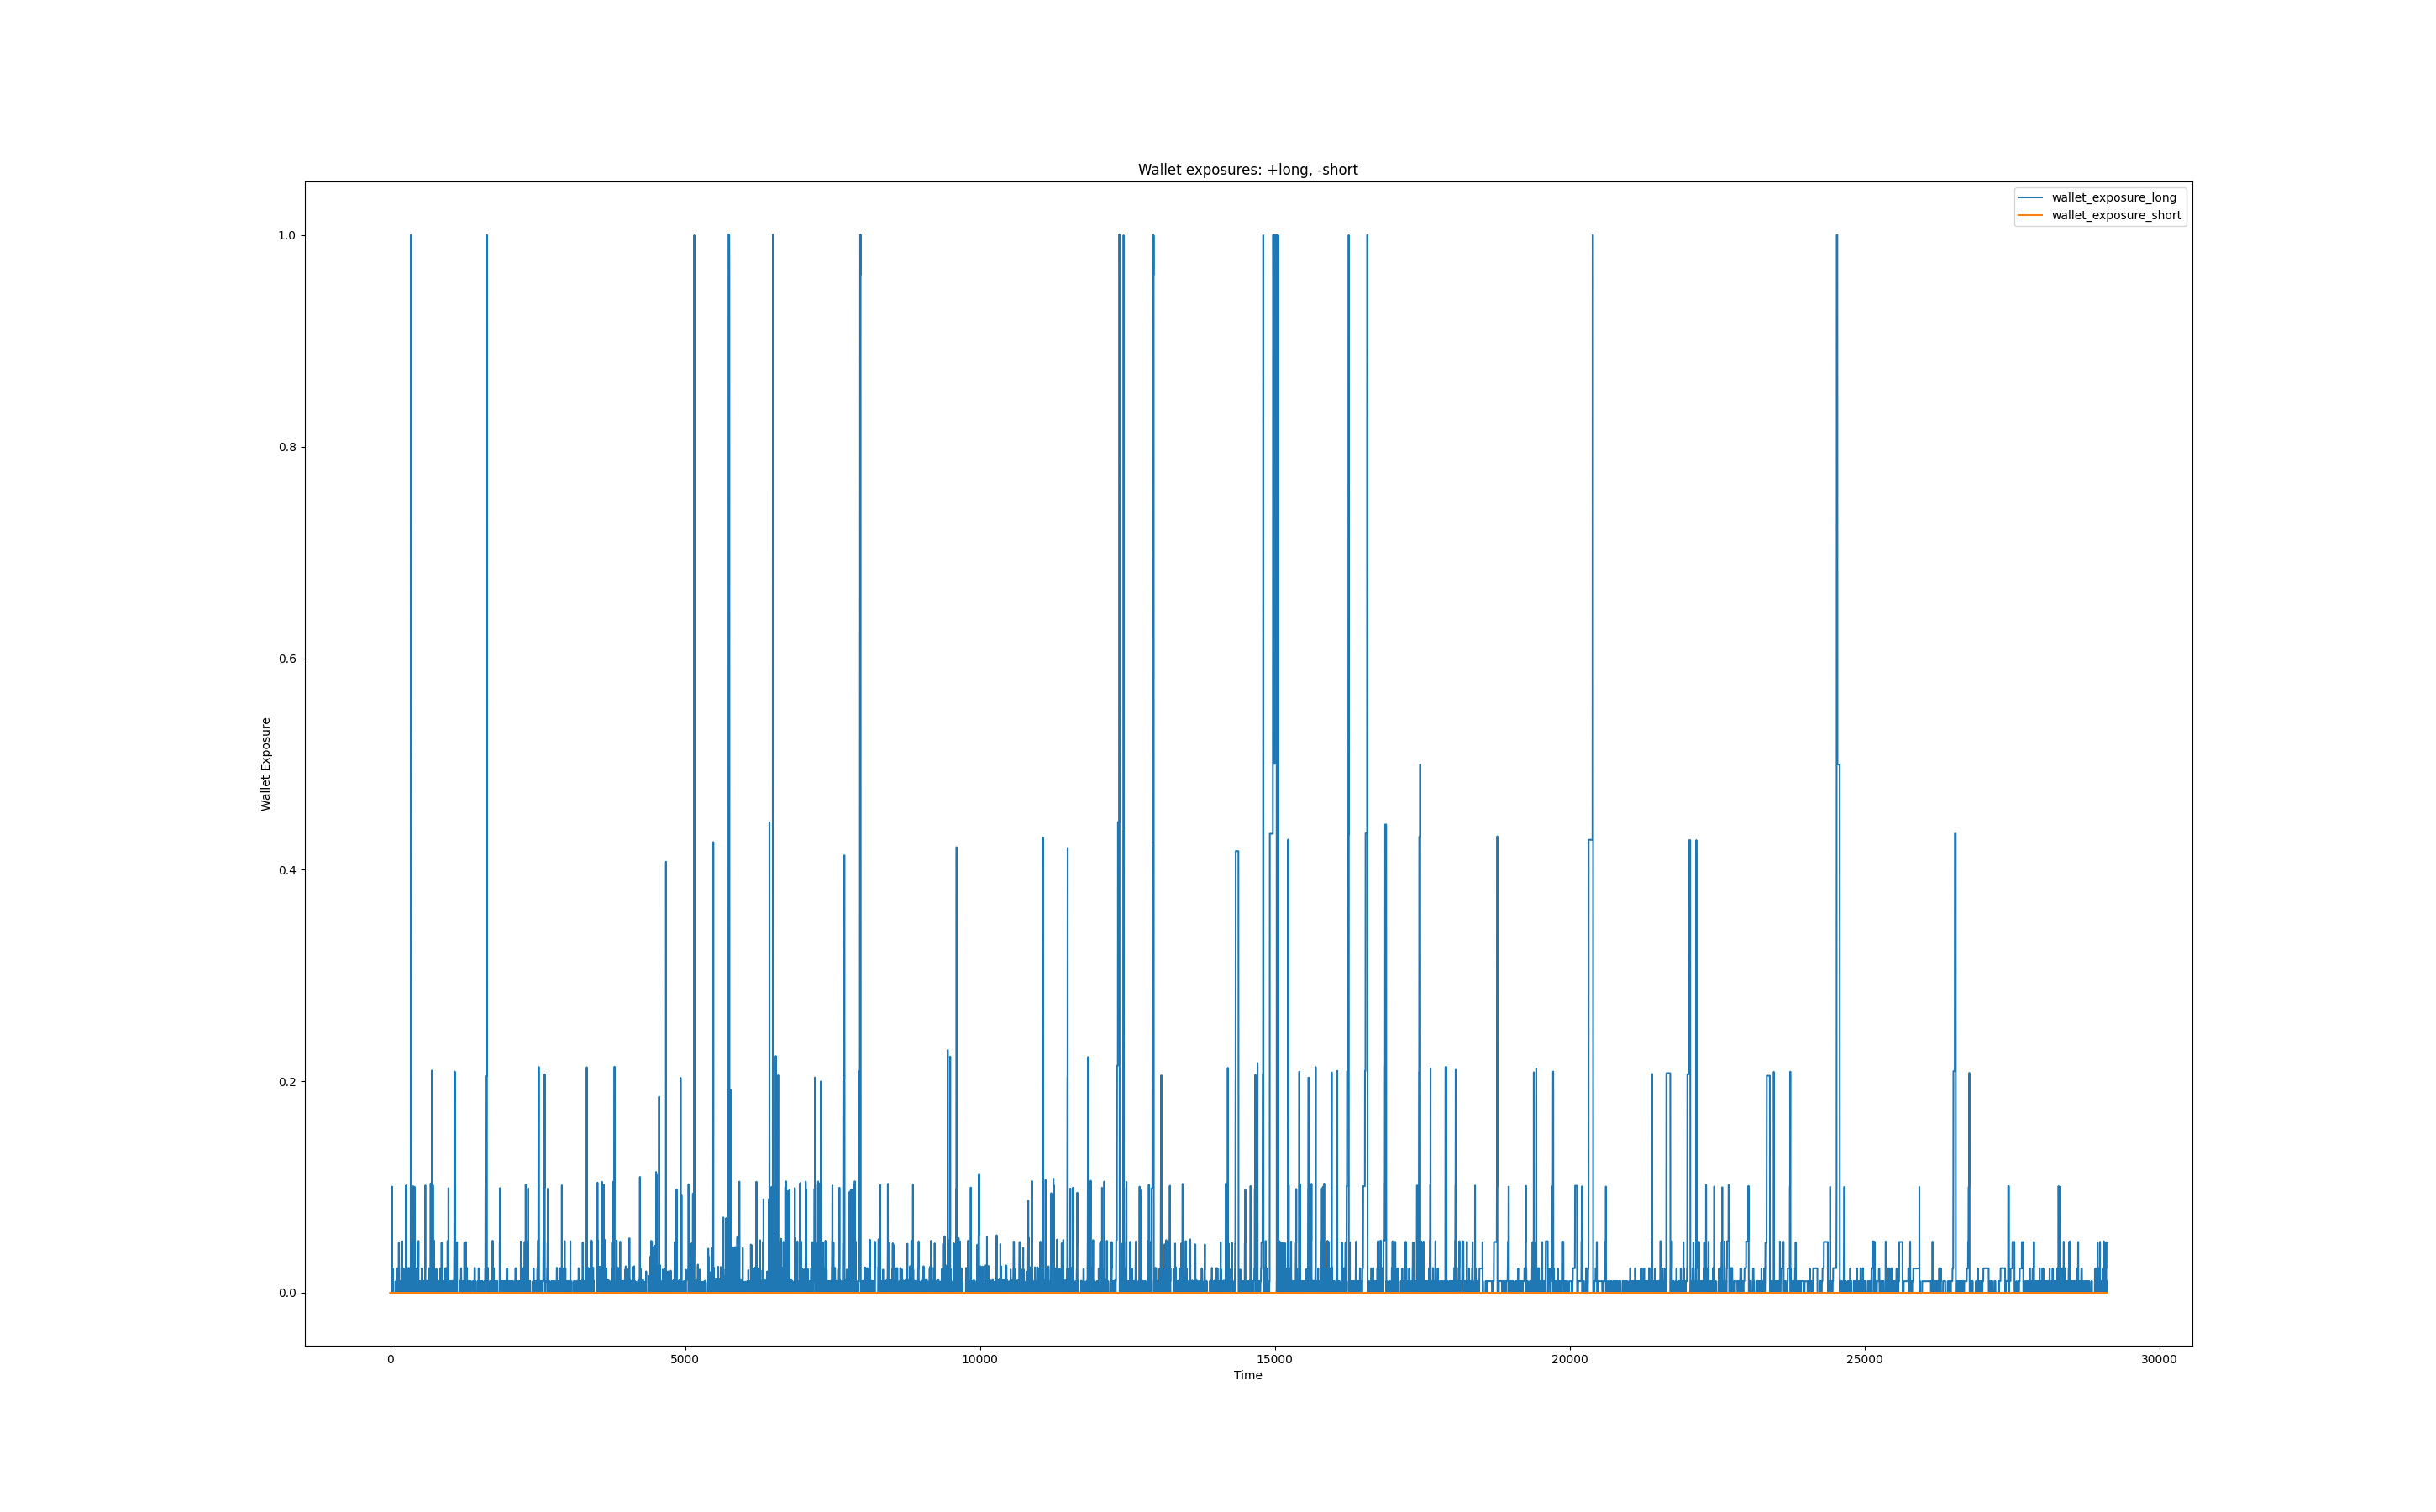 Wallet exposures: +long, -short
wallet_exposure_long
wallet_exposure_short
1.0
0.8
0.6
0.4
0.2
0.0
Wallet Exposure
0 5000 10000 15000 20000 25000 30000
Time